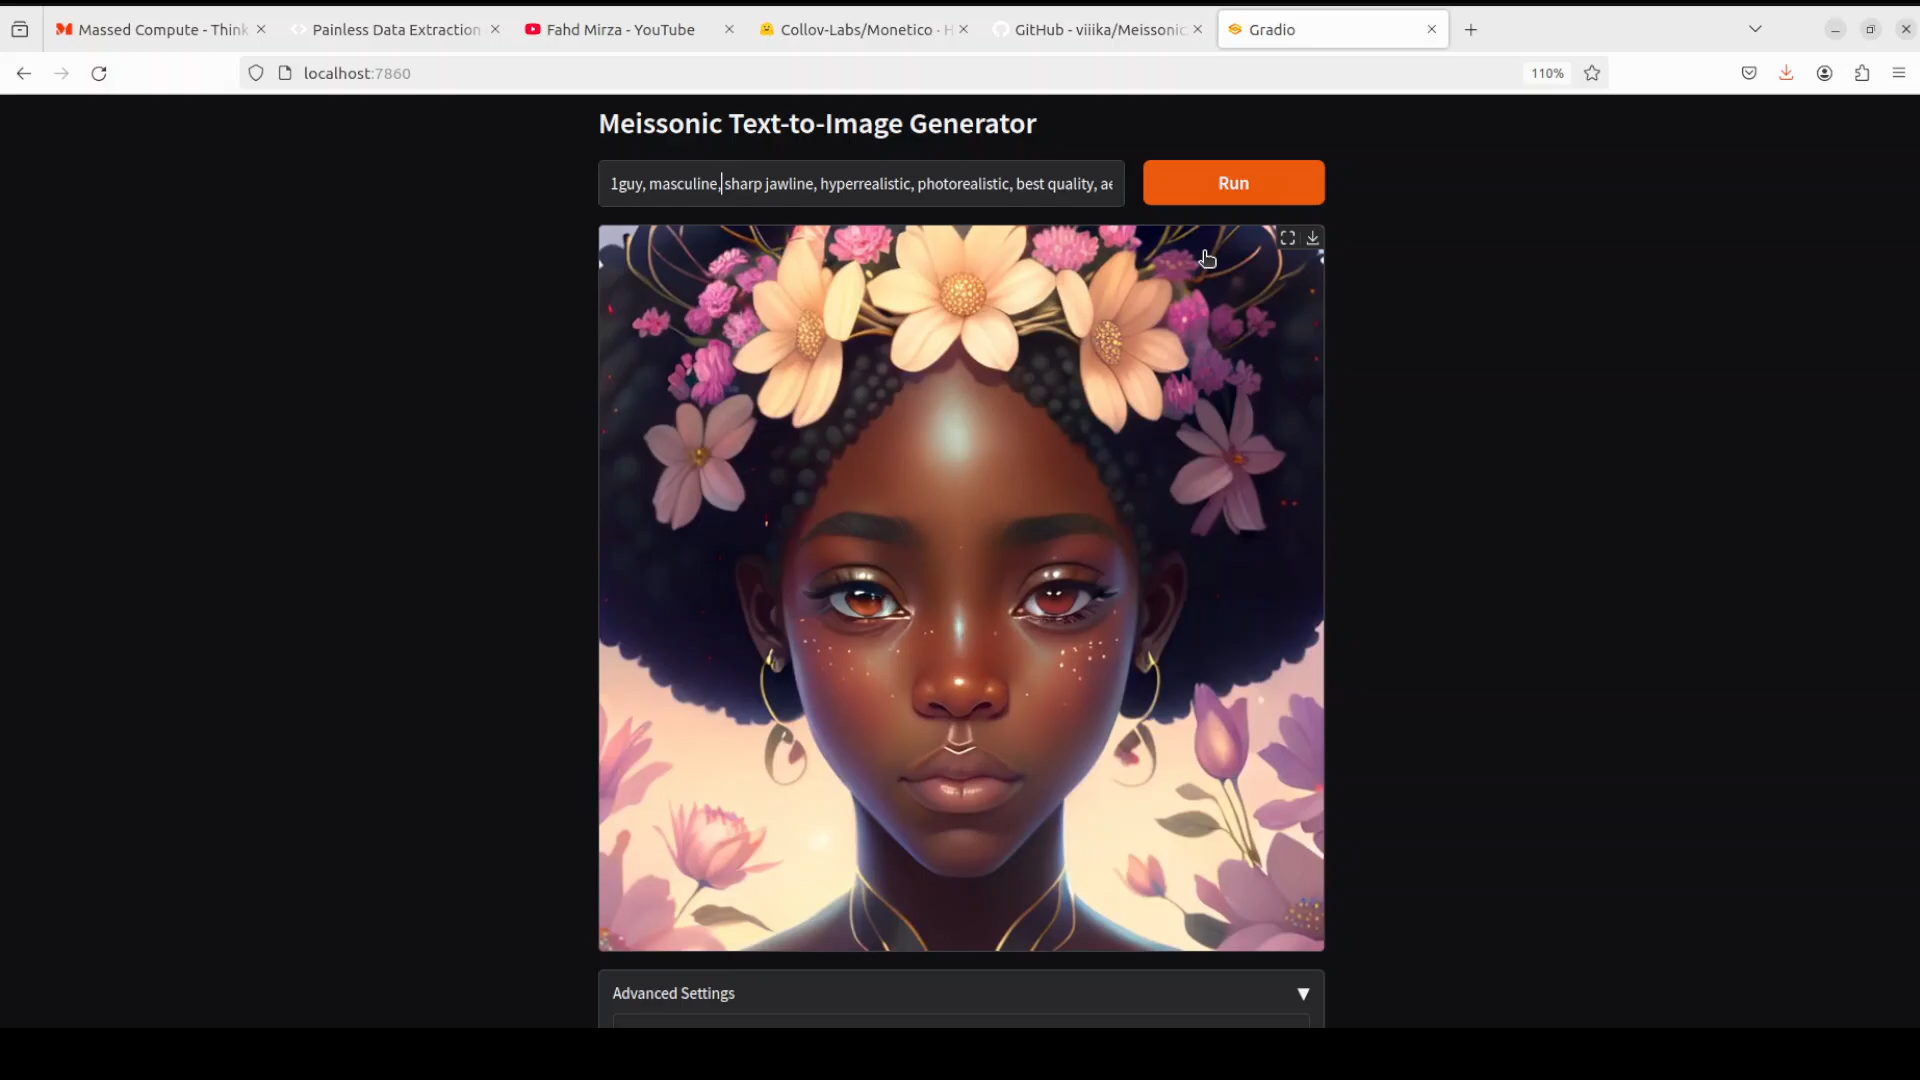 Massed Compute - Think
Painless Data Extraction
Fahd Mirza - YouTube
Collov-Labs/Monetico · H
GitHub - viiika/Meissonic:
Gradio
localhost:7860
110%
Meissonic Text-to-Image Generator
1guy, masculine, sharp jawline, hyperrealistic, photorealistic, best quality, ae
Run
Advanced Settings